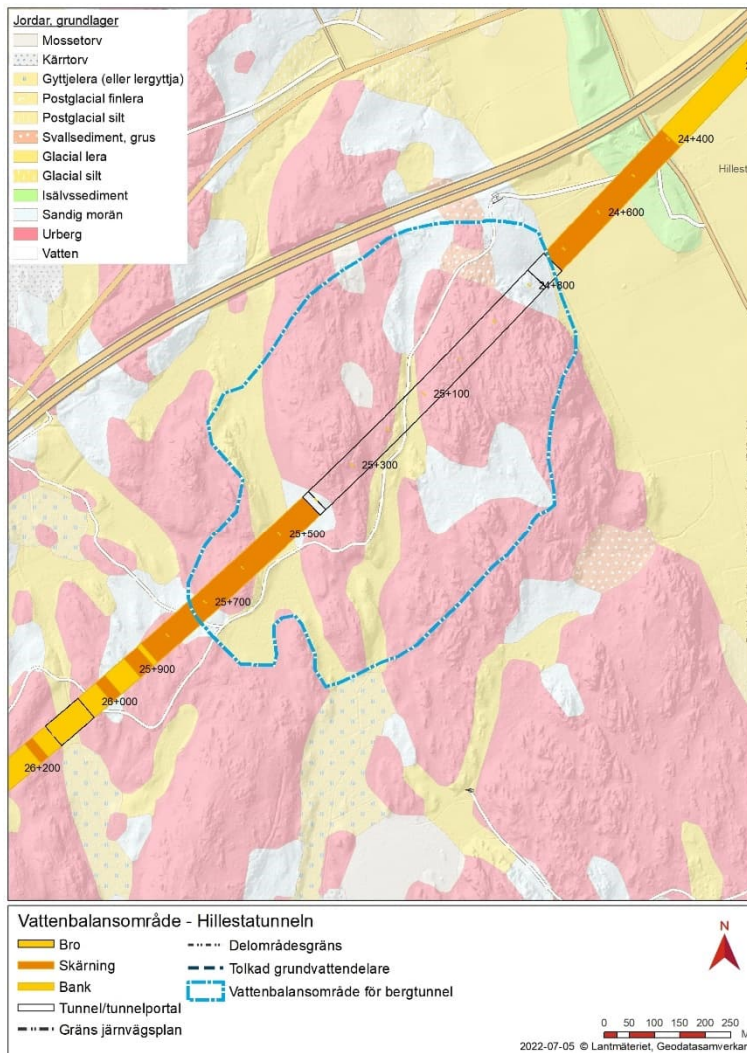 Jordar, grundlager
Mossetorv
Kärrtorv
Gyttjelera (eller lergyttja)
Postglacial finlera
Postglacial silt
Svallsediment, grus
Glacial lera
Glacial silt
Isälvssediment
Sandig morän
Urberg
Vatten
24+400
Hillest
24+600
24+800
25+100
25+300
25+500
25+700
25+900
26+000
26+200
Vattenbalansområde - Hillestatunneln
Bro
Skärning
Bank
Tunnel/tunnelportal
Gräns järnvägsplan
Delområdesgräns
Tolkad grundvattendelare
Vattenbalansområde för bergtunnel
N
0 50 100 150 200 250
M
2022-07-05 © Lantmäteriet, Geodatasamverkan